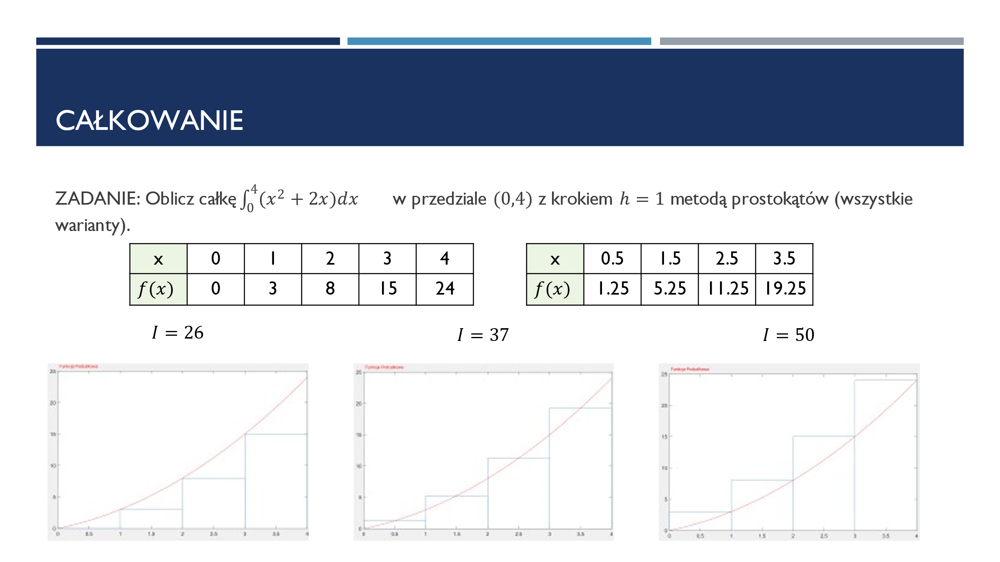 CAŁKOWANIE
ZADANIE: Oblicz całkę ∫₀⁴(x² + 2x)dx w przedziale (0,4) z krokiem h = 1 metodą prostokątów (wszystkie
warianty).
x 0 1 2 3 4
f(x) 0 3 8 15 24
x 0.5 1.5 2.5 3.5
f(x) 1.25 5.25 11.25 19.25
I = 26
I = 37
I = 50
Funkcja Podcałkowa
25
20
15
10
5
0
0 0.5 1 1.5 2 2.5 3 3.5 4
Funkcja Podcałkowa
25
20
15
10
5
0
0 0.5 1 1.5 2 2.5 3 3.5 4
Funkcja Podcałkowa
25
20
15
10
5
0
0 0.5 1 1.5 2 2.5 3 3.5 4